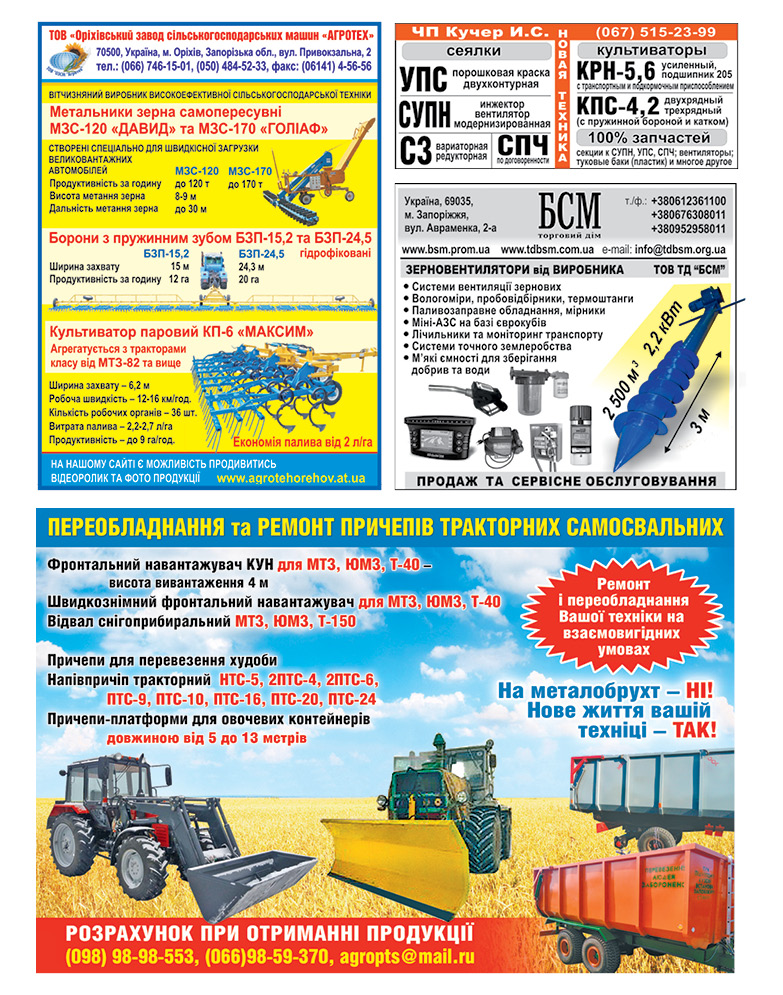 ТОВ «Оріхівський завод сільськогосподарських машин «АГРОТЕХ»
70500, Україна, м. Оріхів, Запорізька обл., вул. Привокзальна, 2
тел.: (066) 746-15-01, (050) 484-52-33, факс: (06141) 4-56-56
ВІТЧИЗНЯНИЙ ВИРОБНИК ВИСОКОЕФЕКТИВНОЇ СІЛЬСЬКОГОСПОДАРСЬКОЇ ТЕХНІКИ
Метальники зерна самопересувні
МЗС-120 «ДАВИД» та МЗС-170 «ГОЛІАФ»
СТВОРЕНІ СПЕЦІАЛЬНО ДЛЯ ШВИДКІСНОЇ ЗАГРУЗКИ
ВЕЛИКОВАНТАЖНИХ
АВТОМОБІЛЕЙ МЗС-120 МЗС-170
Продуктивність за годину до 120 т до 170 т
Висота метання зерна 8-9 м
Дальність метання зерна до 30 м
Борони з пружинним зубом БЗП-15,2 та БЗП-24,5
БЗП-15,2 БЗП-24,5 гідрофіковані
Ширина захвату 15 м 24,3 м
Продуктивність за годину 12 га 20 га
Культиватор паровий КП-6 «МАКСИМ»
Агрегатується з тракторами
класу від МТЗ-82 та вище
Ширина захвату – 6,2 м
Робоча швидкість – 12-16 км/год.
Кількість робочих органів – 36 шт.
Витрата палива – 2,2-2,7 л/га
Продуктивність – до 9 га/год.
Економія палива від 2 л/га
НА НАШОМУ САЙТІ Є МОЖЛИВІСТЬ ПРОДИВИТИСЬ
ВІДЕОРОЛИК ТА ФОТО ПРОДУКЦІЇ www.agrotehorehov.at.ua
ЧП Кучер И.С.
(067) 515-23-99
НОВАЯ ТЕХНИКА
сеялки
УПС порошковая краска
двухконтурная
СУПН инжектор
вентилятор
модернизированная
СЗ вариаторная
редукторная
СПЧ
по договоренности
культиваторы
КРН-5,6 усиленный,
подшипник 205
с транспортным и подкормочным приспособлением
КПС-4,2 двухрядный
трехрядный
(с пружинной бороной и катком)
100% запчастей
секции к СУПН, УПС, СПЧ; вентиляторы;
туковые баки (пластик) и многое другое
Україна, 69035,
м. Запоріжжя,
вул. Авраменка, 2-а
БСМ
торговий дім
т./ф.: +380612361100
+380676308011
+380952958011
www.bsm.prom.ua www.tdbsm.com.ua e-mail: info@tdbsm.org.ua
ЗЕРНОВЕНТИЛЯТОРИ від ВИРОБНИКА ТОВ ТД "БСМ"
• Системи вентиляції зернових
• Вологоміри, пробовідбірники, термоштанги
• Паливозаправне обладнання, мірники
• Міні-АЗС на базі єврокубів
• Лічильники та моніторинг транспорту
• Системи точного землеробства
• М'які ємності для зберігання
добрив та води
2 500 м³ 2,2 кВт
3 м
ПРОДАЖ ТА СЕРВІСНЕ ОБСЛУГОВУВАННЯ
ПЕРЕОБЛАДНАННЯ та РЕМОНТ ПРИЧЕПІВ ТРАКТОРНИХ САМОСВАЛЬНИХ
Фронтальний навантажувач КУН для МТЗ, ЮМЗ, Т-40 –
висота вивантаження 4 м
Швидкознімний фронтальний навантажувач для МТЗ, ЮМЗ, Т-40
Відвал снігоприбиральний МТЗ, ЮМЗ, Т-150
Ремонт
і переобладнання
Вашої техніки на
взаємовигідних
умовах
Причепи для перевезення худоби
Напівпричіп тракторний НТС-5, 2ПТС-4, 2ПТС-6,
ПТС-9, ПТС-10, ПТС-16, ПТС-20, ПТС-24
Причепи-платформи для овочевих контейнерів
довжиною від 5 до 13 метрів
На металобрухт – НІ!
Нове життя вашій
техніці – ТАК!
ПЕРЕВЕЗЕНІЕ
ЛЮДЕЙ
РОЗРАХУНОК ПРИ ОТРИМАННІ ПРОДУКЦІЇ
(098) 98-98-553, (066)98-59-370, agropts@mail.ru